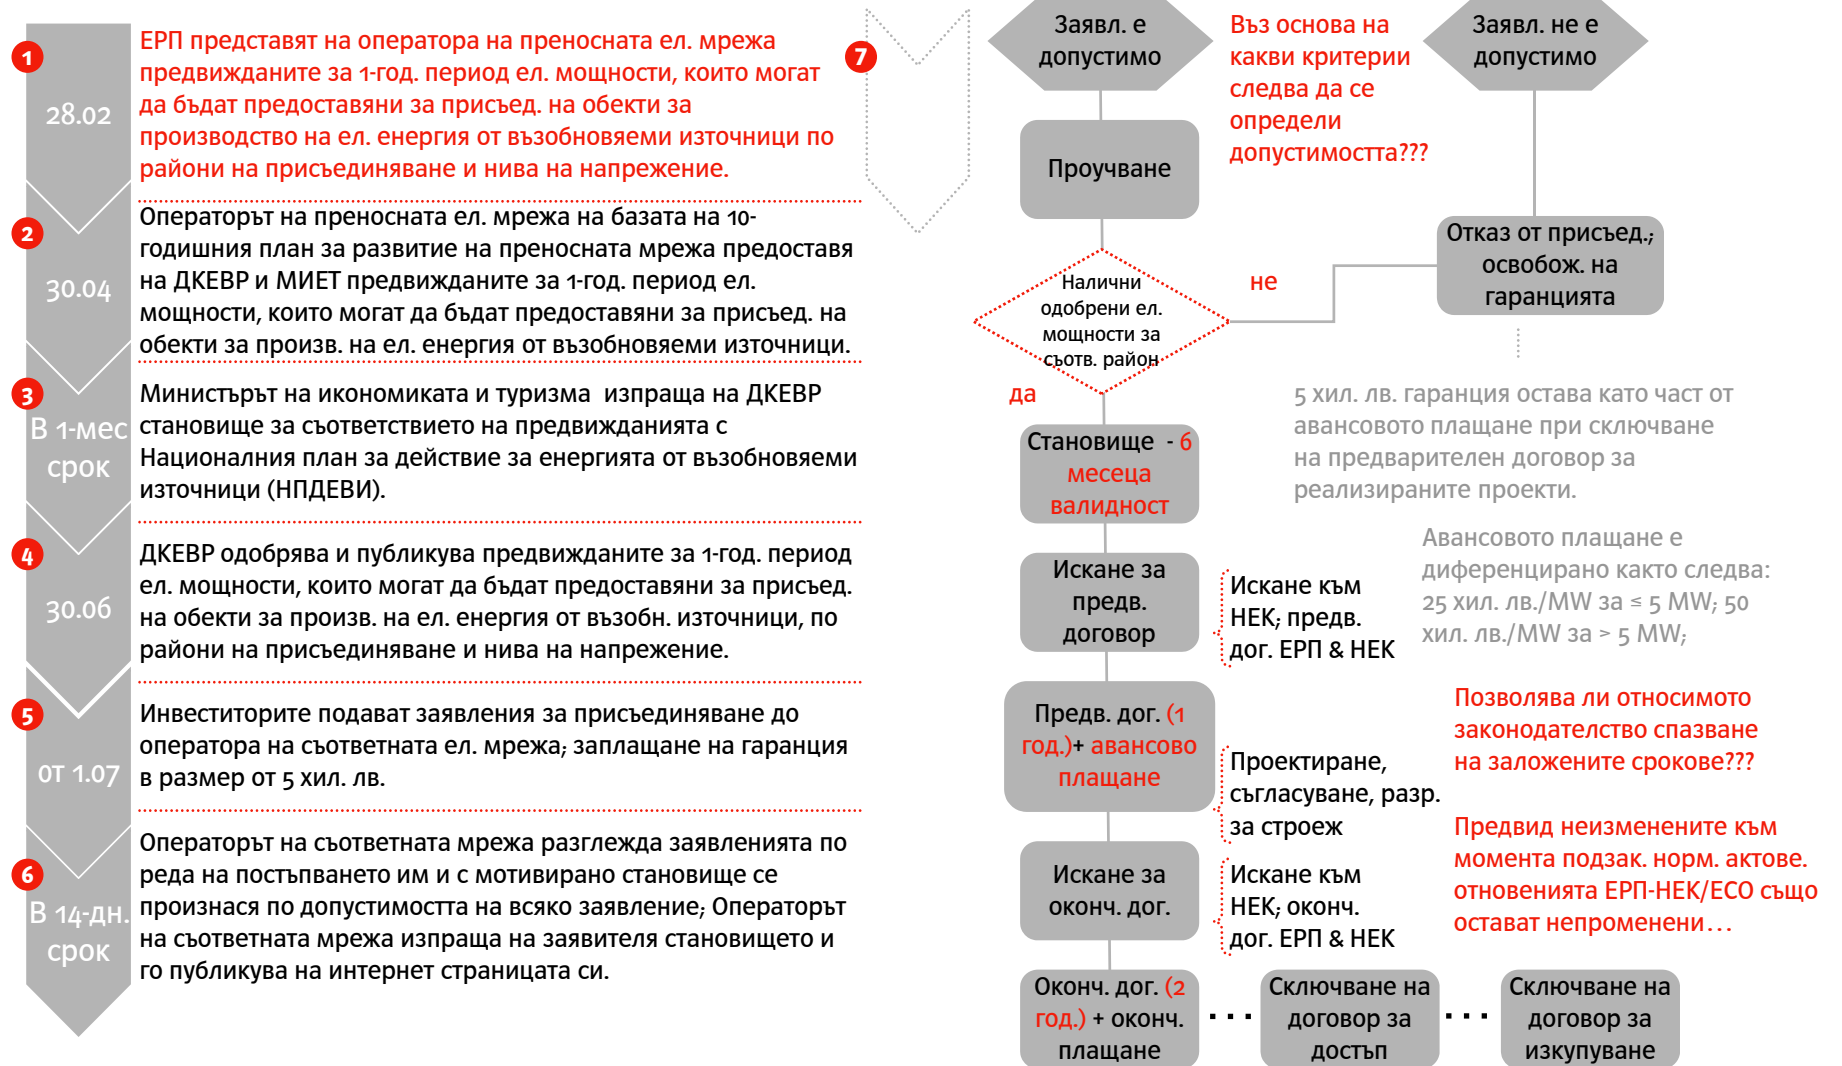 1
28.02
ЕРП представят на оператора на преносната ел. мрежа
предвижданите за 1-год. период ел. мощности, които могат
да бъдат предоставяни за присъед. на обекти за
производство на ел. енергия от възобновяеми източници по
райони на присъединяване и нива на напрежение.
2
30.04
Операторът на преносната ел. мрежа на базата на 10-
годишния план за развитие на преносната мрежа предоставя
на ДКЕВР и МИЕТ предвижданите за 1-год. период ел.
мощности, които могат да бъдат предоставяни за присъед. на
обекти за произв. на ел. енергия от възобновяеми източници.
3
В 1-мес
срок
Министърът на икономиката и туризма  изпраща на ДКЕВР
становище за съответствието на предвижданията с
Националния план за действие за енергията от възобновяеми
източници (НПДЕВИ).
4
30.06
ДКЕВР одобрява и публикува предвижданите за 1-год. период
ел. мощности, които могат да бъдат предоставяни за присъед.
на обекти за произв. на ел. енергия от възобн. източници, по
райони на присъединяване и нива на напрежение.
5
от 1.07
Инвеститорите подават заявления за присъединяване до
оператора на съответната ел. мрежа; заплащане на гаранция
в размер от 5 хил. лв.
6
В 14-дн.
срок
Операторът на съответната мрежа разглежда заявленията по
реда на постъпването им и с мотивирано становище се
произнася по допустимостта на всяко заявление; Операторът
на съответната мрежа изпраща на заявителя становището и
го публикува на интернет страницата си.
7
Заявл. е
допустимо
Въз основа на
какви критерии
следва да се
определи
допустимостта???
Заявл. не е
допустимо
Проучване
Отказ от присъед.;
освобож. на
гаранцията
Налични
одобрени ел.
мощности за
съотв. район
не
да
5 хил. лв. гаранция остава като част от
авансовото плащане при сключване
на предварителен договор за
реализираните проекти.
Становище  - 6
месеца
валидност
Авансовото плащане е
диференцирано както следва:
25 хил. лв./MW за ≤ 5 MW; 50
хил. лв./MW за > 5 MW;
Искане за
предв.
договор
Искане към
НЕК; предв.
дог. ЕРП & НЕК
Предв. дог. (1
год.)+ авансово
плащане
Проектиране,
съгласуване, разр.
за строеж
Позволява ли относимото
законодателство спазване
на заложените срокове???
Предвид неизменените към
момента подзак. норм. актове.
отновенията ЕРП-НЕК/ЕСО също
остават непроменени…
Искане за
оконч. дог.
Искане към
НЕК; оконч.
дог. ЕРП & НЕК
Оконч. дог. (2
год.) + оконч.
плащане
...
Сключване на
договор за
достъп
...
Сключване на
договор за
изкупуване